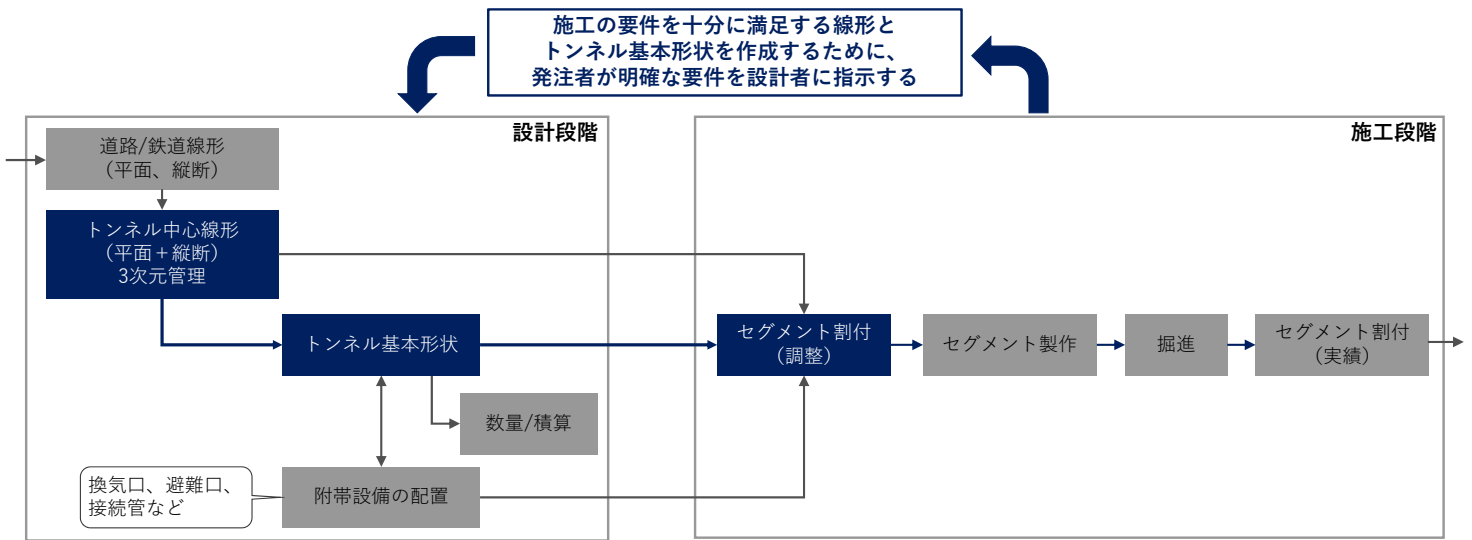 施工の要件を十分に満足する線形と
トンネル基本形状を作成するために、
発注者が明確な要件を設計者に指示する
設計段階
施工段階
道路/鉄道線形
（平面、縦断）
トンネル中心線形
（平面＋縦断）
3次元管理
トンネル基本形状
数量/積算
附帯設備の配置
換気口、避難口、
接続管など
セグメント割付
（調整）
セグメント製作
掘進
セグメント割付
（実績）